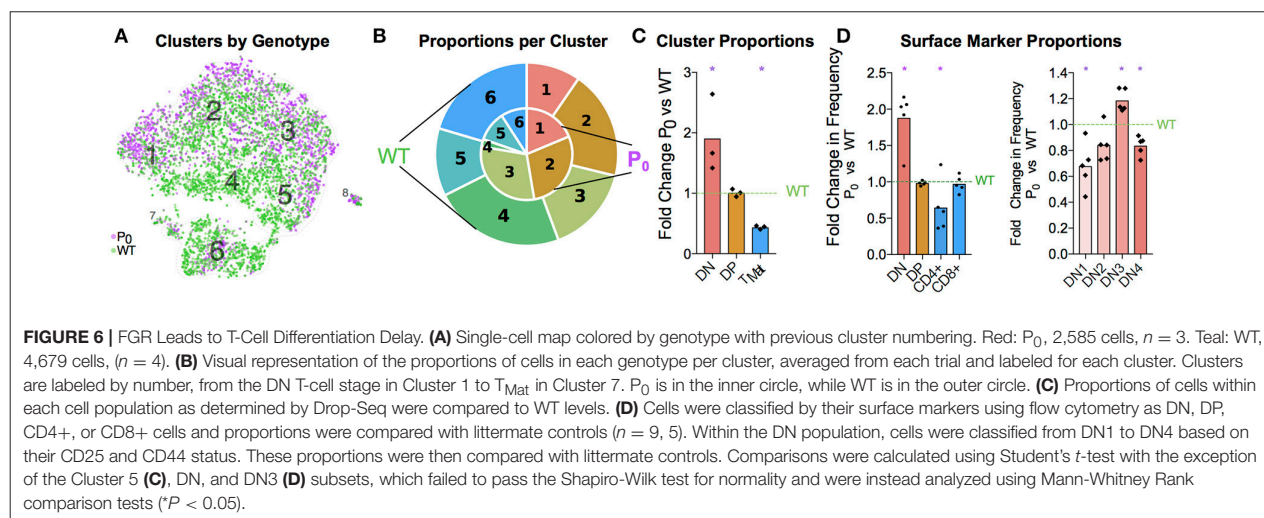 A Clusters by Genotype
2
3
1
4
5
8
7
6
P0
WT
B Proportions per Cluster
6
1
2
5
4
3
6
1
5
4
3
2
WT
P0
C Cluster Proportions
Fold Change P0 vs WT
3
2
1
0
*
*
WT
DN
DP
TMat
D Surface Marker Proportions
Fold Change in Frequency
P0 vs WT
2.5
2.0
1.5
1.0
0.5
0.0
*
*
WT
DN
DP
CD4+
CD8+
Fold Change in Frequency
P0 vs WT
1.4
1.2
1.0
0.8
0.6
0.4
0.2
0.0
*
*
*
WT
DN1
DN2
DN3
DN4
FIGURE 6 | FGR Leads to T-Cell Differentiation Delay. (A) Single-cell map colored by genotype with previous cluster numbering. Red: P0, 2,585 cells, n = 3. Teal: WT,
4,679 cells, (n = 4). (B) Visual representation of the proportions of cells in each genotype per cluster, averaged from each trial and labeled for each cluster. Clusters
are labeled by number, from the DN T-cell stage in Cluster 1 to TMat in Cluster 7. P0 is in the inner circle, while WT is in the outer circle. (C) Proportions of cells within
each cell population as determined by Drop-Seq were compared to WT levels. (D) Cells were classified by their surface markers using flow cytometry as DN, DP,
CD4+, or CD8+ cells and proportions were compared with littermate controls (n = 9, 5). Within the DN population, cells were classified from DN1 to DN4 based on
their CD25 and CD44 status. These proportions were then compared with littermate controls. Comparisons were calculated using Student's t-test with the exception
of the Cluster 5 (C), DN, and DN3 (D) subsets, which failed to pass the Shapiro-Wilk test for normality and were instead analyzed using Mann-Whitney Rank
comparison tests (*P < 0.05).